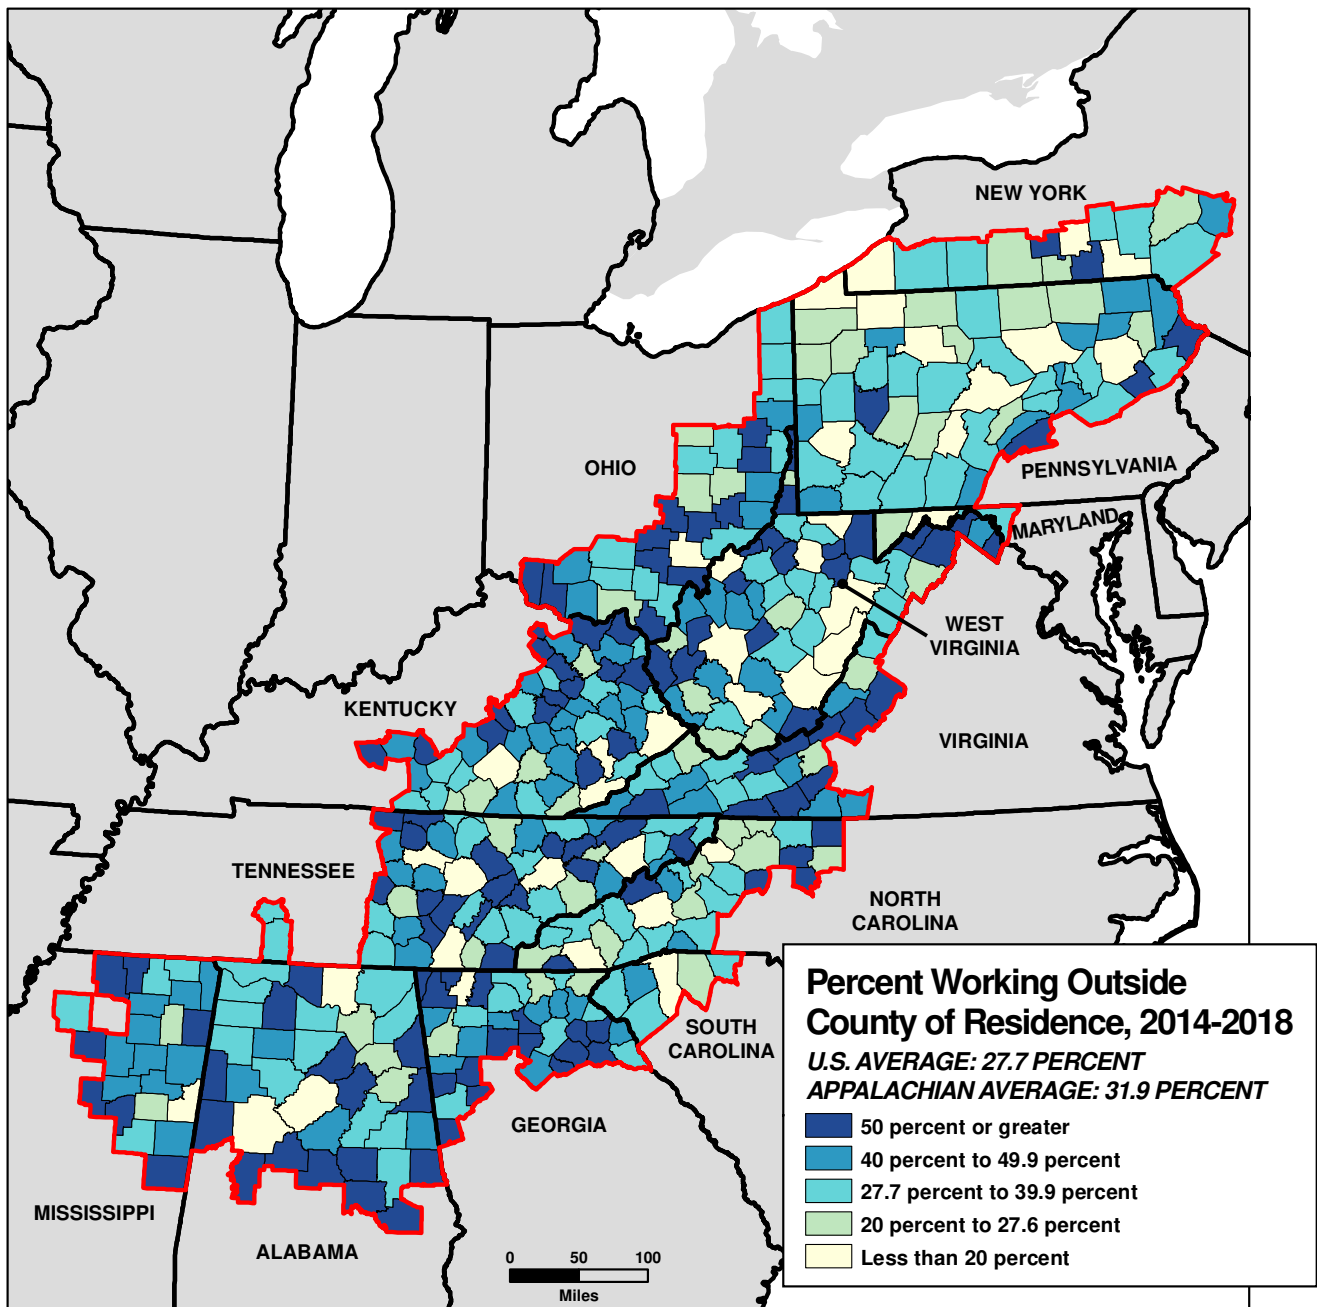 NEW YORK
PENNSYLVANIA
OHIO
MARYLAND
WEST
VIRGINIA
KENTUCKY
VIRGINIA
TENNESSEE
NORTH
CAROLINA
SOUTH
CAROLINA
GEORGIA
MISSISSIPPI
ALABAMA
Percent Working Outside
County of Residence, 2014-2018
U.S. AVERAGE: 27.7 PERCENT
APPALACHIAN AVERAGE: 31.9 PERCENT
50 percent or greater
40 percent to 49.9 percent
27.7 percent to 39.9 percent
20 percent to 27.6 percent
Less than 20 percent
0 50 100
Miles